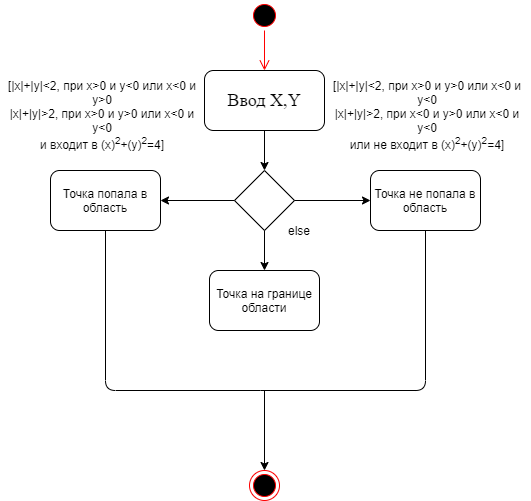 [|x|+|y|<2, при x>0 и y<0 или x<0 и
y>0
|x|+|y|>2, при x>0 и y>0 или x<0 и
y<0
и входит в (x)²+(y)²=4]
Ввод X,Y
[|x|+|y|<2, при x>0 и y>0 или x<0 и
y<0
|x|+|y|>2, при x<0 и y>0 или x<0 и
y<0
или не входит в (x)²+(y)²=4]
Точка попала в
область
Точка не попала в
область
else
Точка на границе
области